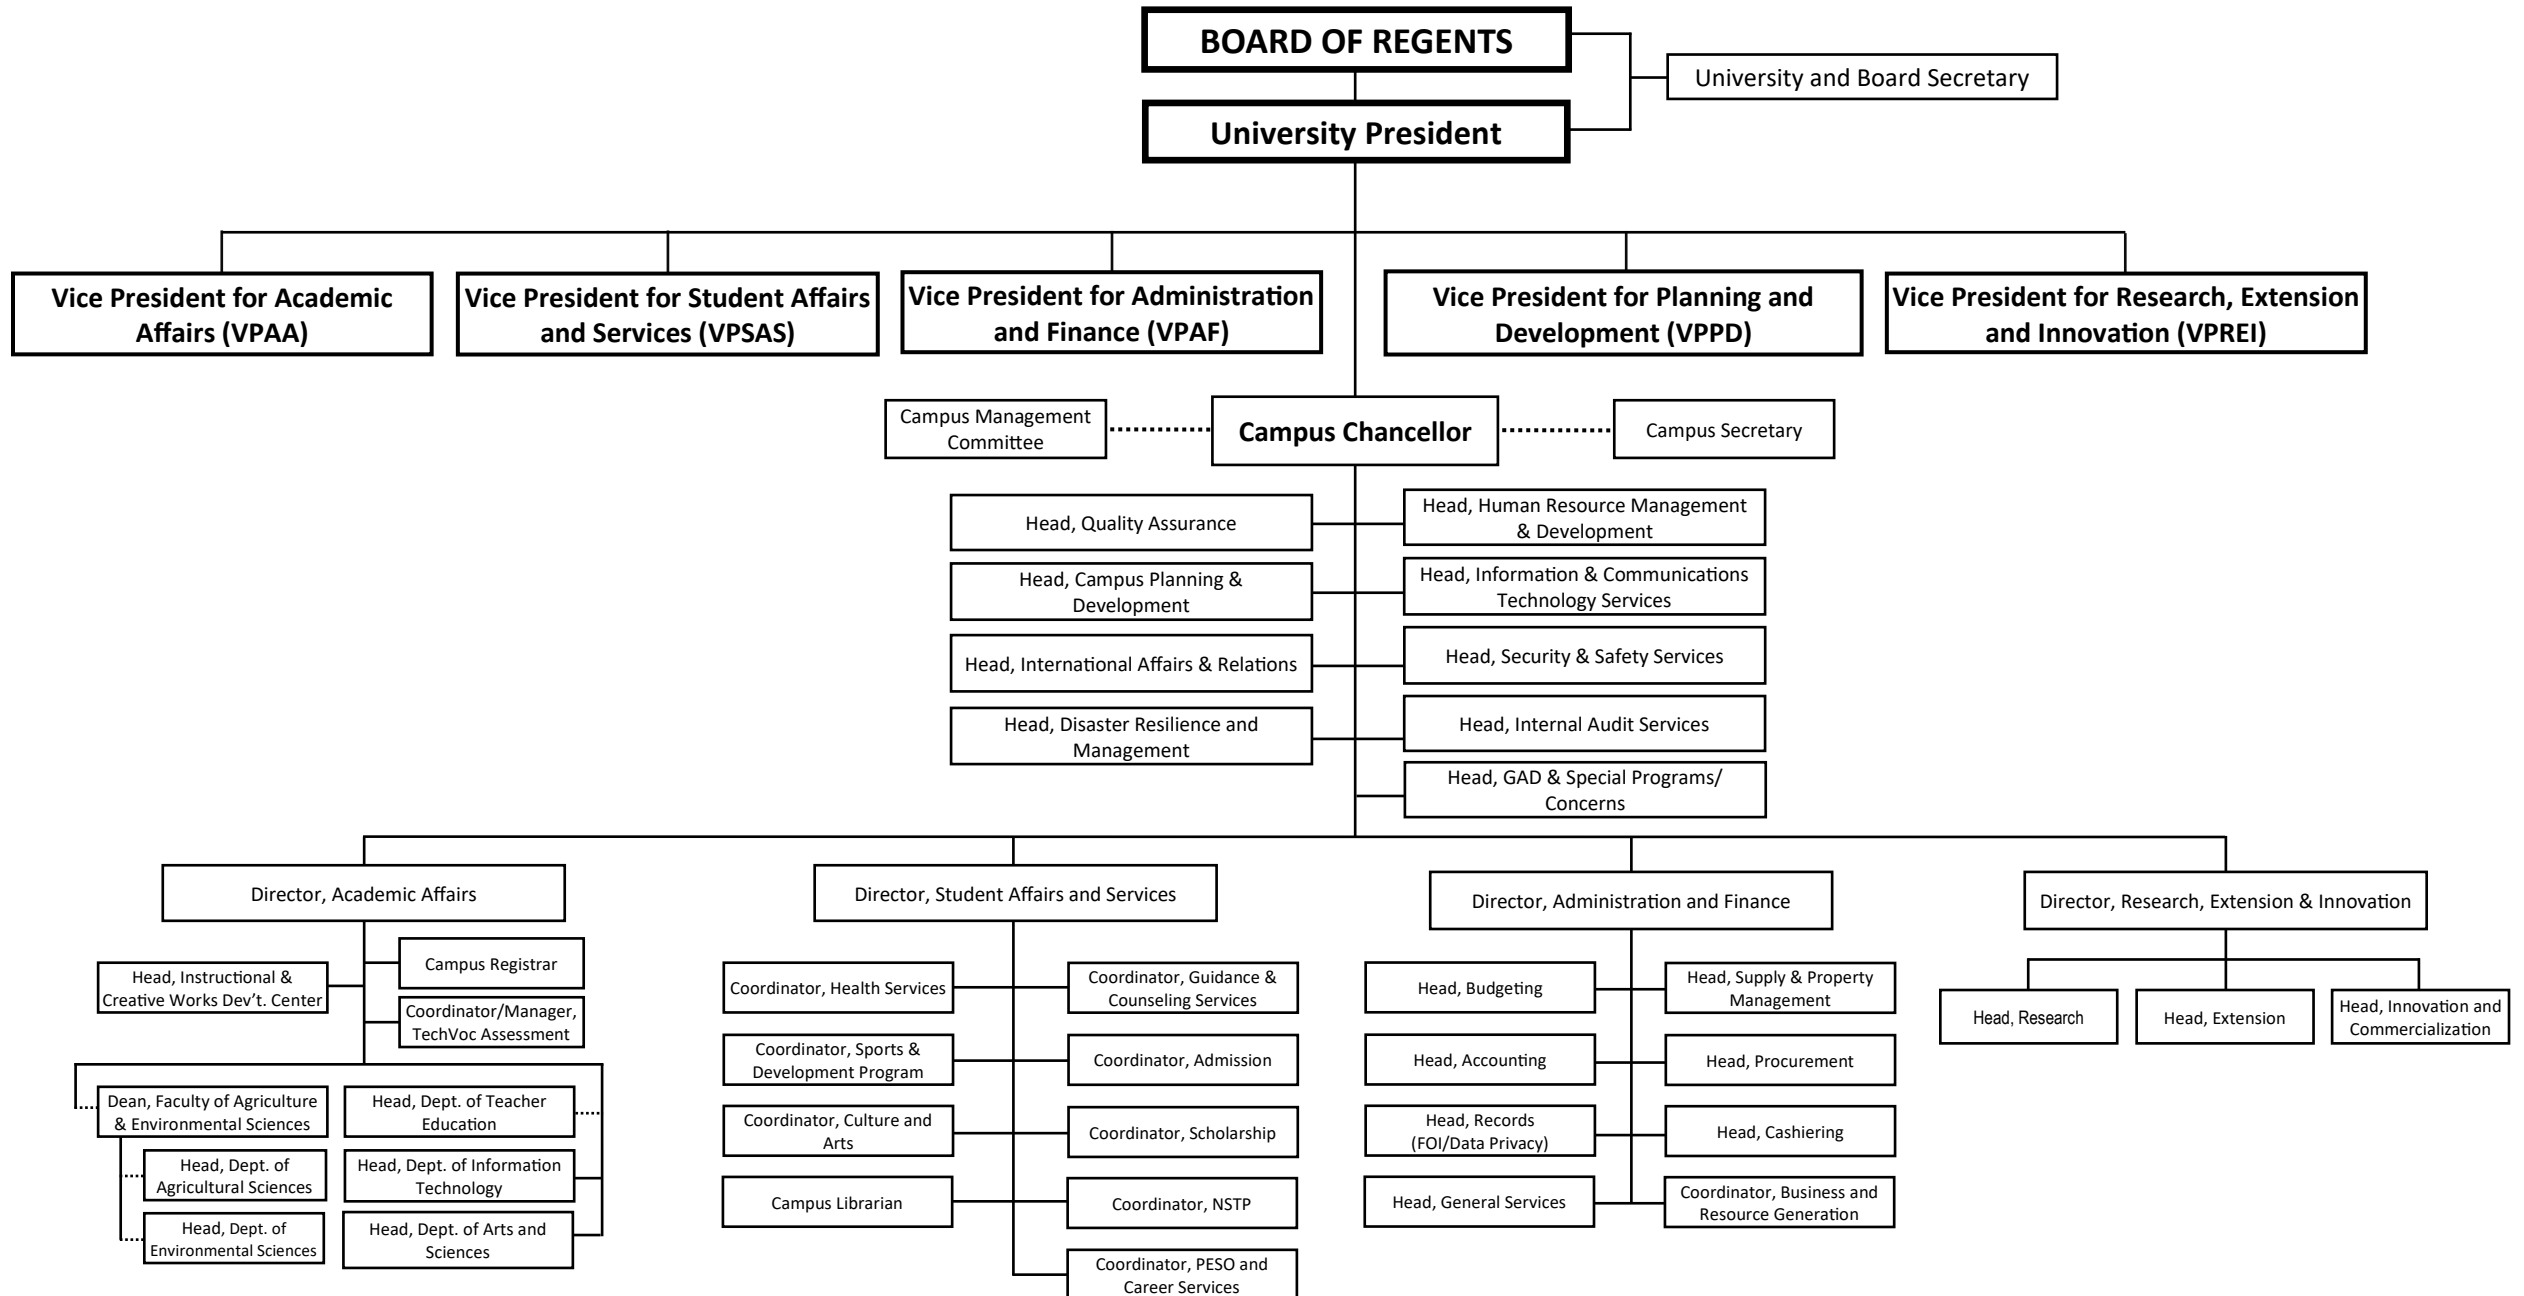 BOARD OF REGENTS
University and Board Secretary
University President
Vice President for Academic
Affairs (VPAA)
Vice President for Student Affairs
and Services (VPSAS)
Vice President for Administration
and Finance (VPAF)
Vice President for Planning and
Development (VPPD)
Vice President for Research, Extension
and Innovation (VPREI)
Campus Management
Committee
Campus Chancellor
Campus Secretary
Head, Quality Assurance
Head, Human Resource Management
& Development
Head, Campus Planning &
Development
Head, Information & Communications
Technology Services
Head, International Affairs & Relations
Head, Security & Safety Services
Head, Disaster Resilience and
Management
Head, Internal Audit Services
Head, GAD & Special Programs/
Concerns
Director, Academic Affairs
Director, Student Affairs and Services
Director, Administration and Finance
Director, Research, Extension & Innovation
Campus Registrar
Head, Instructional &
Creative Works Dev't. Center
Coordinator/Manager,
TechVoc Assessment
Dean, Faculty of Agriculture
& Environmental Sciences
Head, Dept. of Teacher
Education
Head, Dept. of
Agricultural Sciences
Head, Dept. of Information
Technology
Head, Dept. of
Environmental Sciences
Head, Dept. of Arts and
Sciences
Coordinator, Health Services
Coordinator, Guidance &
Counseling Services
Coordinator, Sports &
Development Program
Coordinator, Admission
Coordinator, Culture and
Arts
Coordinator, Scholarship
Campus Librarian
Coordinator, NSTP
Coordinator, PESO and
Career Services
Head, Budgeting
Head, Supply & Property
Management
Head, Accounting
Head, Procurement
Head, Records
(FOI/Data Privacy)
Head, Cashiering
Head, General Services
Coordinator, Business and
Resource Generation
Head, Research
Head, Extension
Head, Innovation and
Commercialization